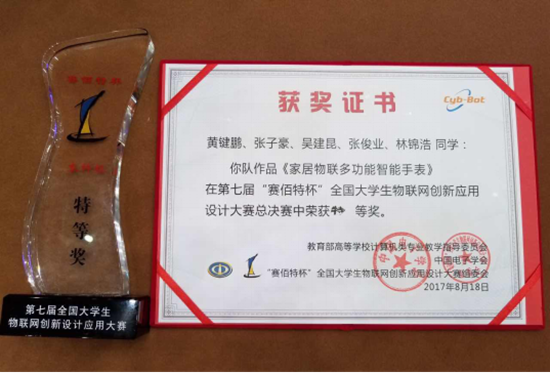 特等奖
第七届全国大学生
物联网创新设计应用大赛
获奖证书
Cyb-Bot
黄键鹏、张子豪、吴建昆、张俊业、林锦浩 同学：
你队作品《家居物联多功能智能手表》
在第七届“赛佰特杯”全国大学生物联网创新应用
设计大赛总决赛中荣获特 等奖。
教育部高等学校计算机类专业教学指导委员会
中国电子学会
“赛佰特杯”全国大学生物联网创新应用设计大赛组委会
2017年8月18日